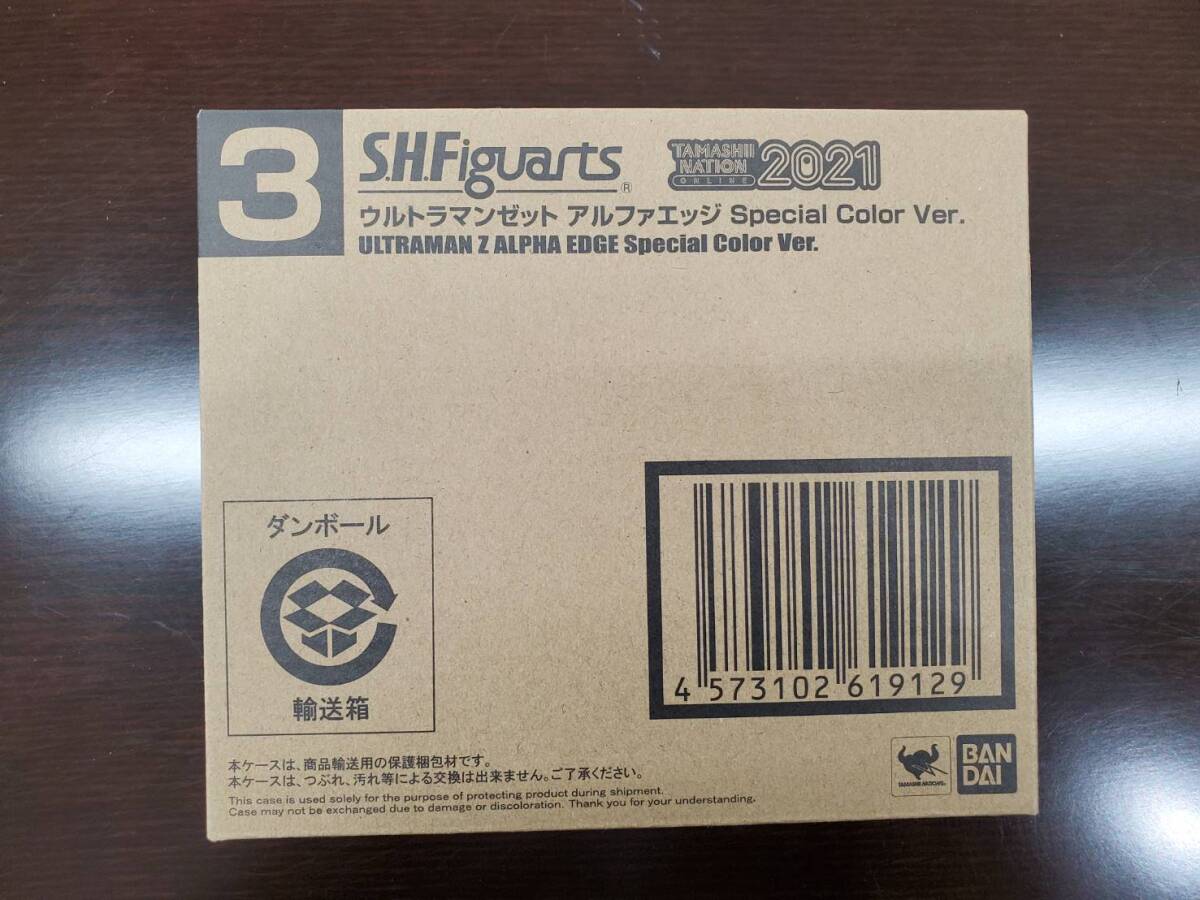 3
S.H.Figuarts®
TAMASHII NATION ONLINE 2021
ウルトラマンゼット アルファエッジ Special Color Ver.
ULTRAMAN Z ALPHA EDGE Special Color Ver.
ダンボール
輸送箱
4 573102 619129
本ケースは、商品輸送用の保護梱包材です。
本ケースは、つぶれ、汚れ等による交換は出来ません。ご了承ください。
This case is used solely for the purpose of protecting product during shipment.
Case may not be exchanged due to damage or discoloration. Thank you for your understanding.
TAMASHII NATIONS
BAN
DAI